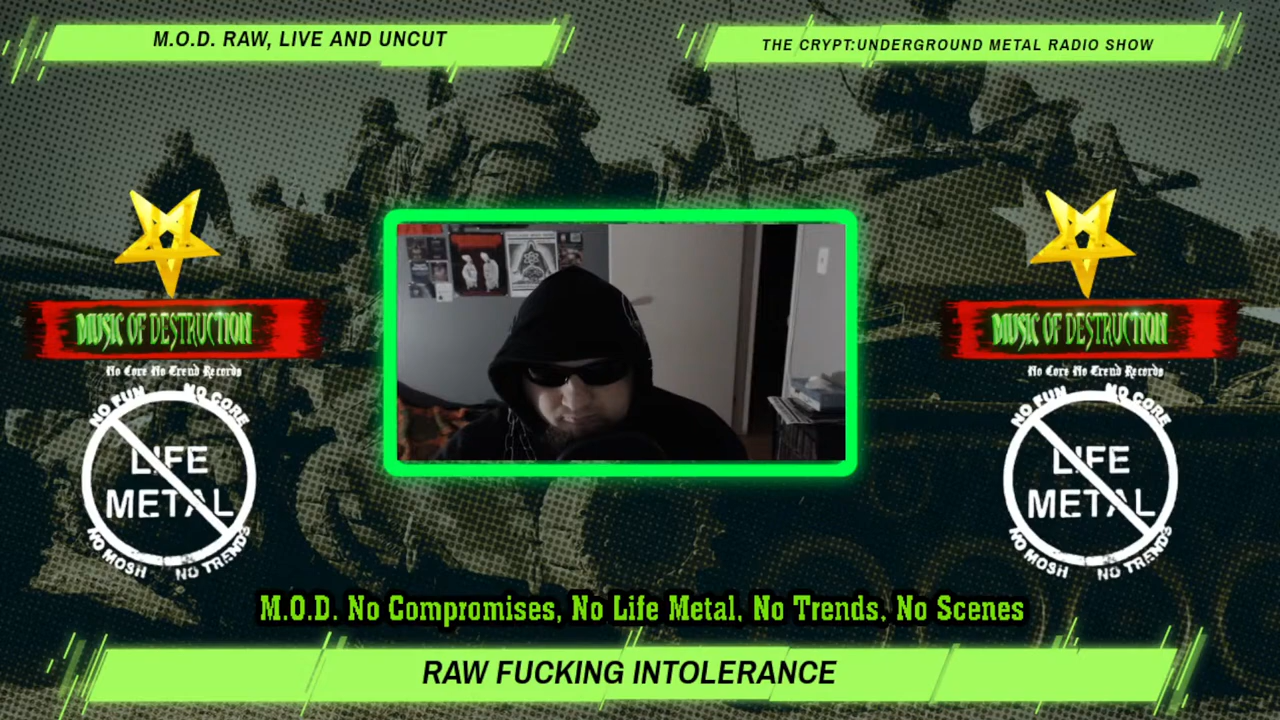 M.O.D. RAW, LIVE AND UNCUT
THE CRYPT:UNDERGROUND METAL RADIO SHOW
MUSIC OF DESTRUCTION
No Core No Trend Records
NO FUN NO CORE
LIFE
METAL
NO MOSH NO TRENDS
MUSIC OF DESTRUCTION
No Core No Trend Records
NO FUN NO CORE
LIFE
METAL
NO MOSH NO TRENDS
M.O.D. No Compromises, No Life Metal, No Trends, No Scenes
RAW FUCKING INTOLERANCE